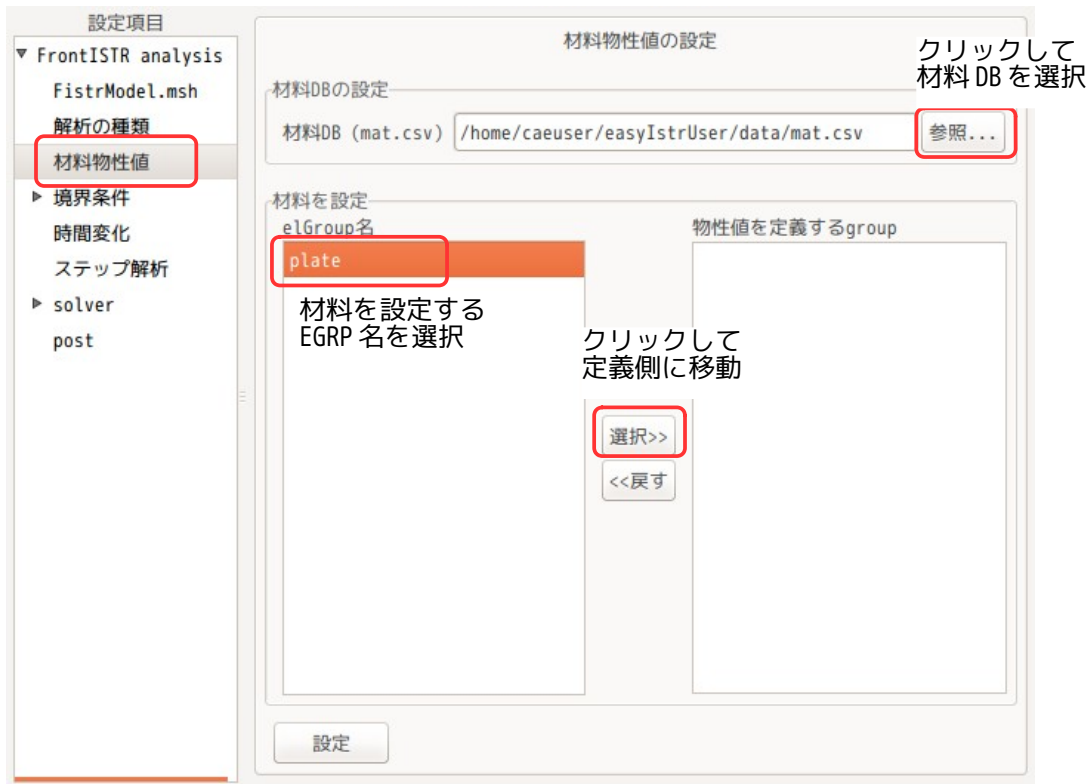 設定項目
▼ FrontISTR analysis
FistrModel.msh
解析の種類
材料物性値
▶ 境界条件
時間変化
ステップ解析
▶ solver
post
材料物性値の設定
クリックして
材料DBを選択
材料DBの設定
材料DB (mat.csv) /home/caeuser/easyIstrUser/data/mat.csv 参照...
材料を設定
elGroup名
plate
材料を設定する
EGRP名を選択
クリックして
定義側に移動
選択>>
<<戻す
物性値を定義するgroup
設定